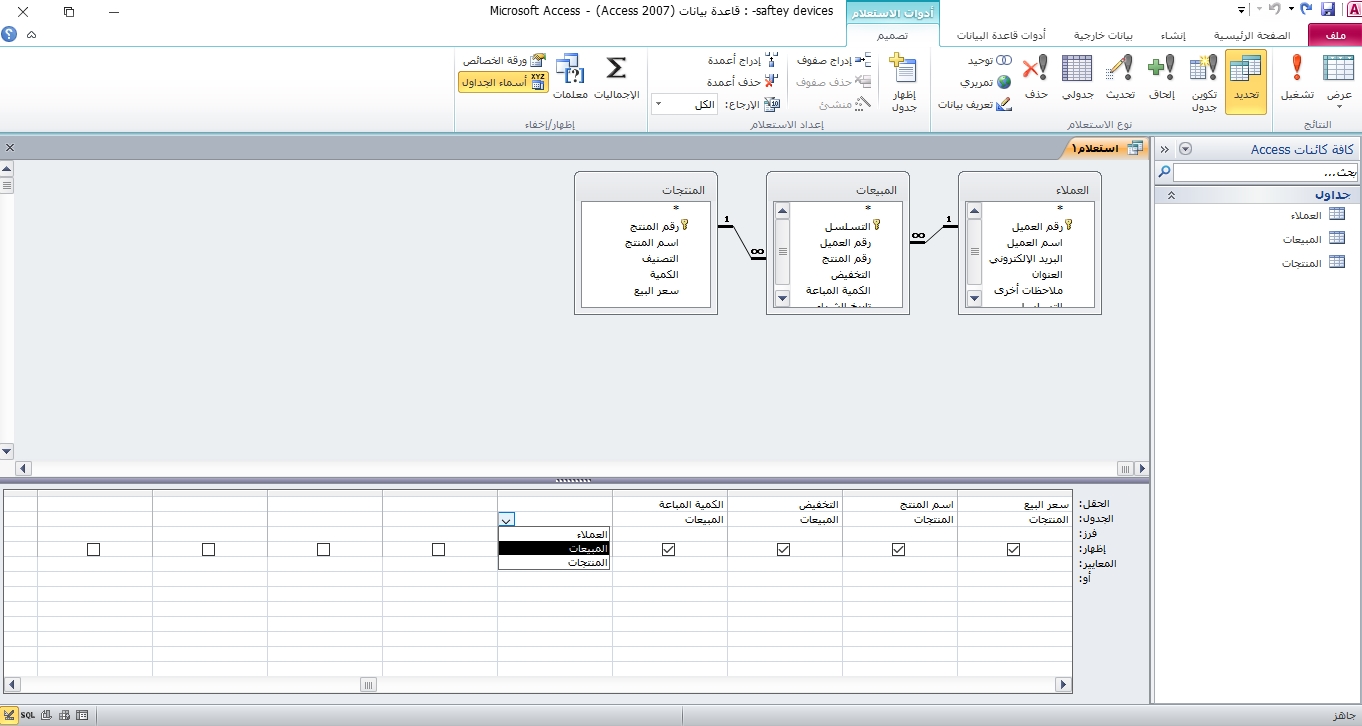 saftey devices- : قاعدة بيانات (Access 2007) - Microsoft Access
أدوات الاستعلام
ملف
الصفحة الرئيسية
إنشاء
بيانات خارجية
أدوات قاعدة البيانات
تصميم
عرض
تشغيل
النتائج
تحديد
تكوين جدول
إلحاق
تحديث
جدولي
حذف
توحيد
تمريري
تعريف بيانات
نوع الاستعلام
إظهار جدول
إدراج صفوف
حذف صفوف
منشئ
إدراج أعمدة
حذف أعمدة
الإرجاع: الكل
إعداد الاستعلام
الإجماليات
معلمات
ورقة الخصائص
أسماء الجداول
إظهار/إخفاء
كافة كائنات Access
بحث...
جداول
العملاء
المبيعات
المنتجات
استعلام١
العملاء
*
رقم العميل
اسم العميل
البريد الإلكتروني
العنوان
ملاحظات أخرى
1
∞
المبيعات
*
التسلسل
رقم العميل
رقم المنتج
التخفيض
الكمية المباعة
1
∞
المنتجات
*
رقم المنتج
اسم المنتج
التصنيف
الكمية
سعر البيع
الحقل: سعر البيع اسم المنتج التخفيض الكمية المباعة
الجدول: المنتجات المنتجات المبيعات المبيعات
فرز:
إظهار:
المعايير:
أو:
العملاء
المبيعات
المنتجات
جاهز
SQL